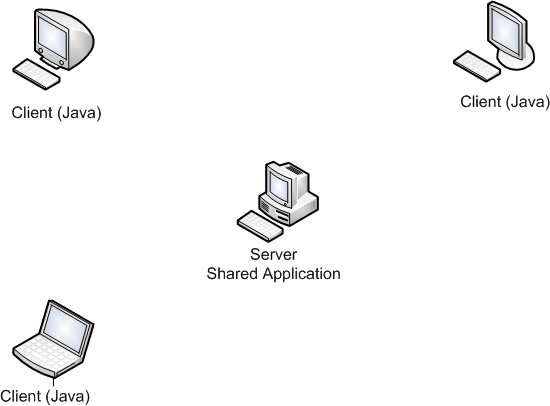 Client (Java)
Client (Java)
Server
Shared Application
Client (Java)